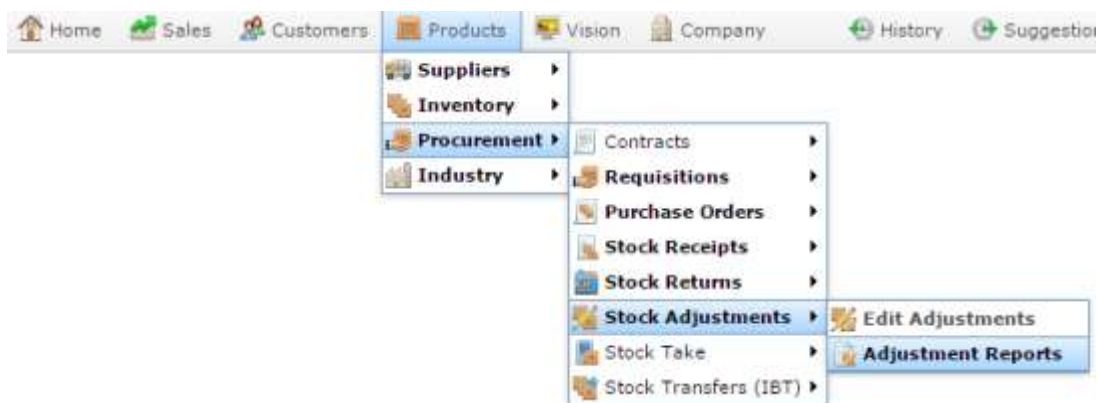 Home Sales Customers Products Vision Company History Suggestion
Suppliers
Inventory
Procurement
Industry
Contracts
Requisitions
Purchase Orders
Stock Receipts
Stock Returns
Stock Adjustments
Edit Adjustments
Adjustment Reports
Stock Take
Stock Transfers (IBT)